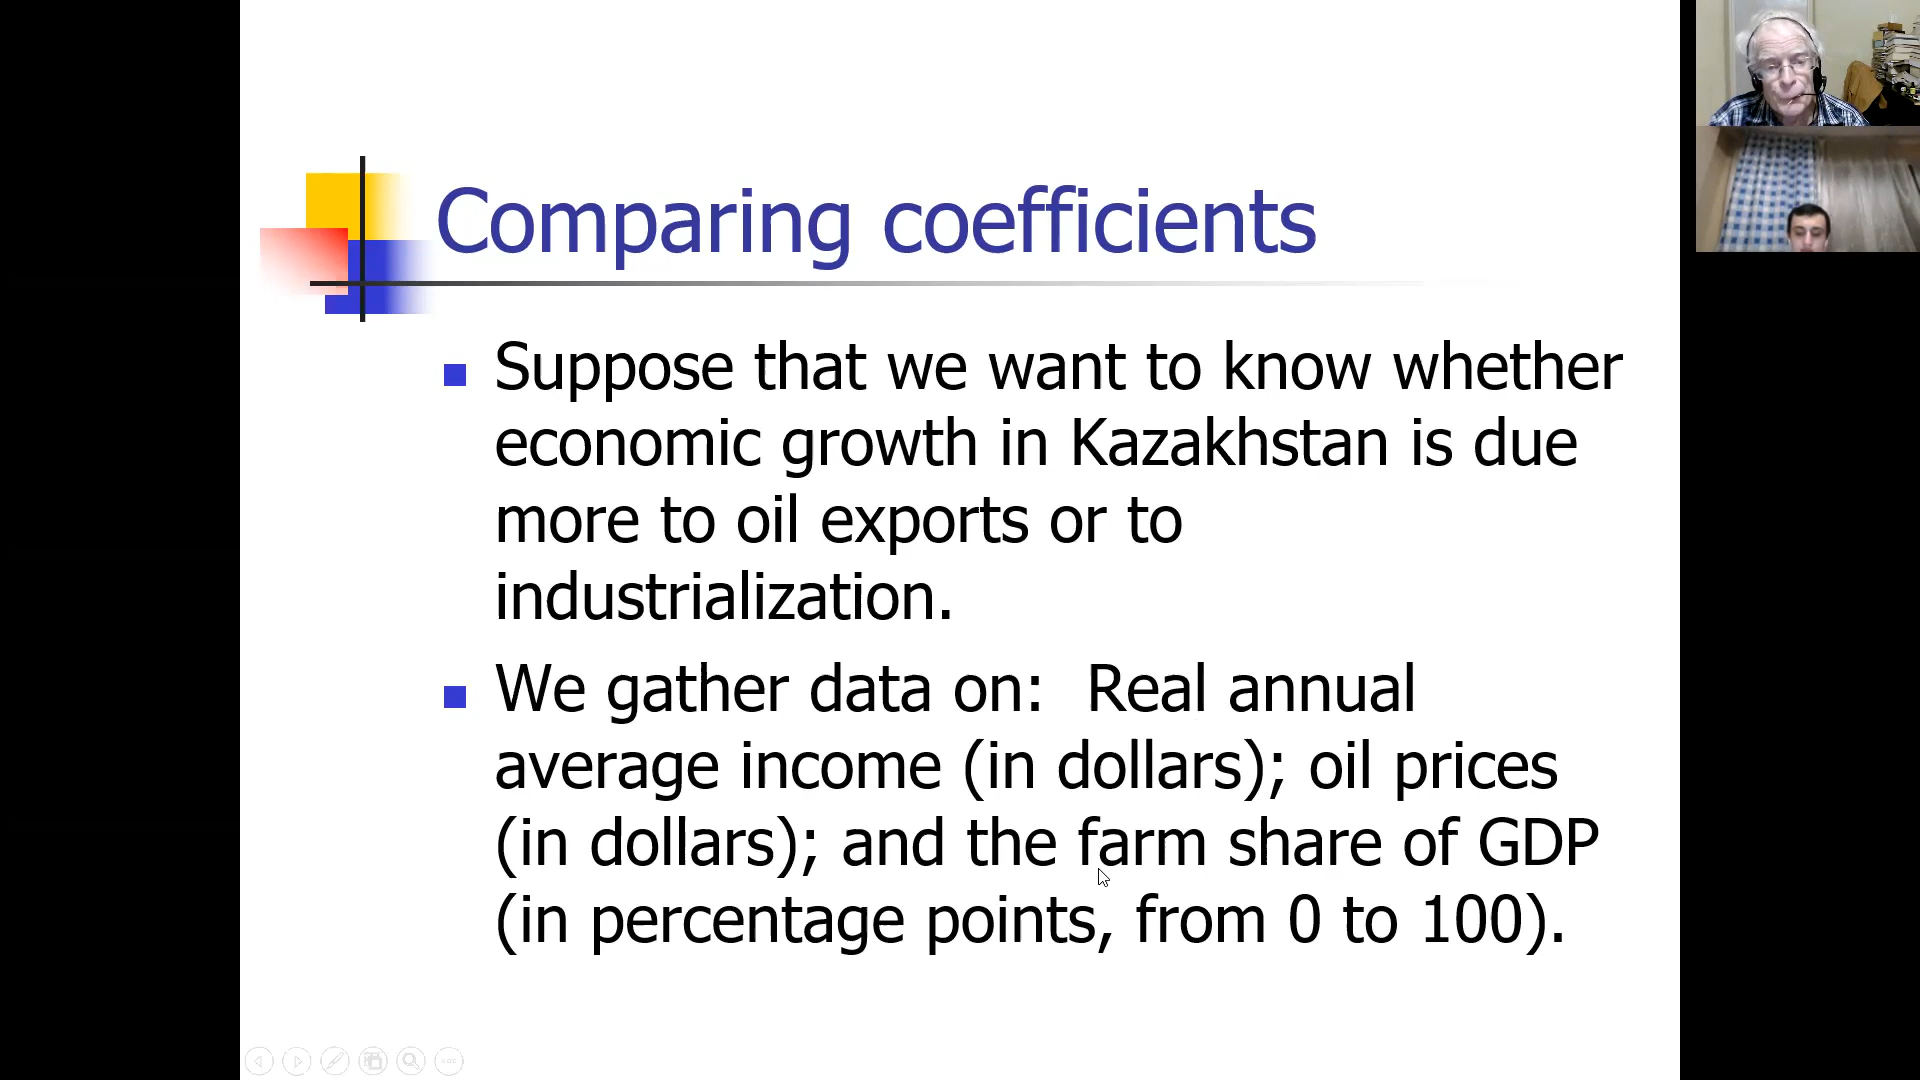 Comparing coefficients
Suppose that we want to know whether
economic growth in Kazakhstan is due
more to oil exports or to
industrialization.
We gather data on:  Real annual
average income (in dollars); oil prices
(in dollars); and the farm share of GDP
(in percentage points, from 0 to 100).